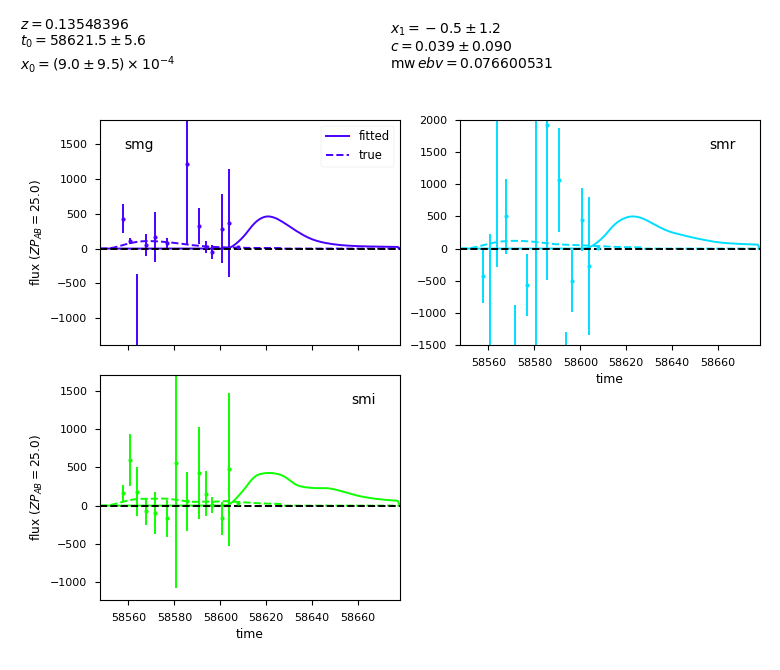 z = 0.13548396
t₀ = 58621.5 ± 5.6
x₀ = (9.0 ± 9.5) × 10⁻⁴
x₁ = −0.5 ± 1.2
c = 0.039 ± 0.090
mw ebv = 0.076600531
smg
fitted
true
1500
1000
500
0
−500
−1000
flux (ZP_AB = 25.0)
smr
2000
1500
1000
500
0
−500
−1000
−1500
58560 58580 58600 58620 58640 58660
time
smi
1500
1000
500
0
−500
−1000
flux (ZP_AB = 25.0)
58560 58580 58600 58620 58640 58660
time